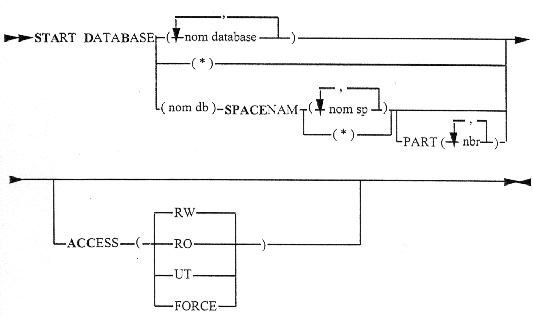 ,
START DATABASE ( nom database )
( * )
,
( nom db ) SPACENAM ( nom sp )
( * )
,
PART ( nbr )
RW
ACCESS ( RO )
UT
FORCE